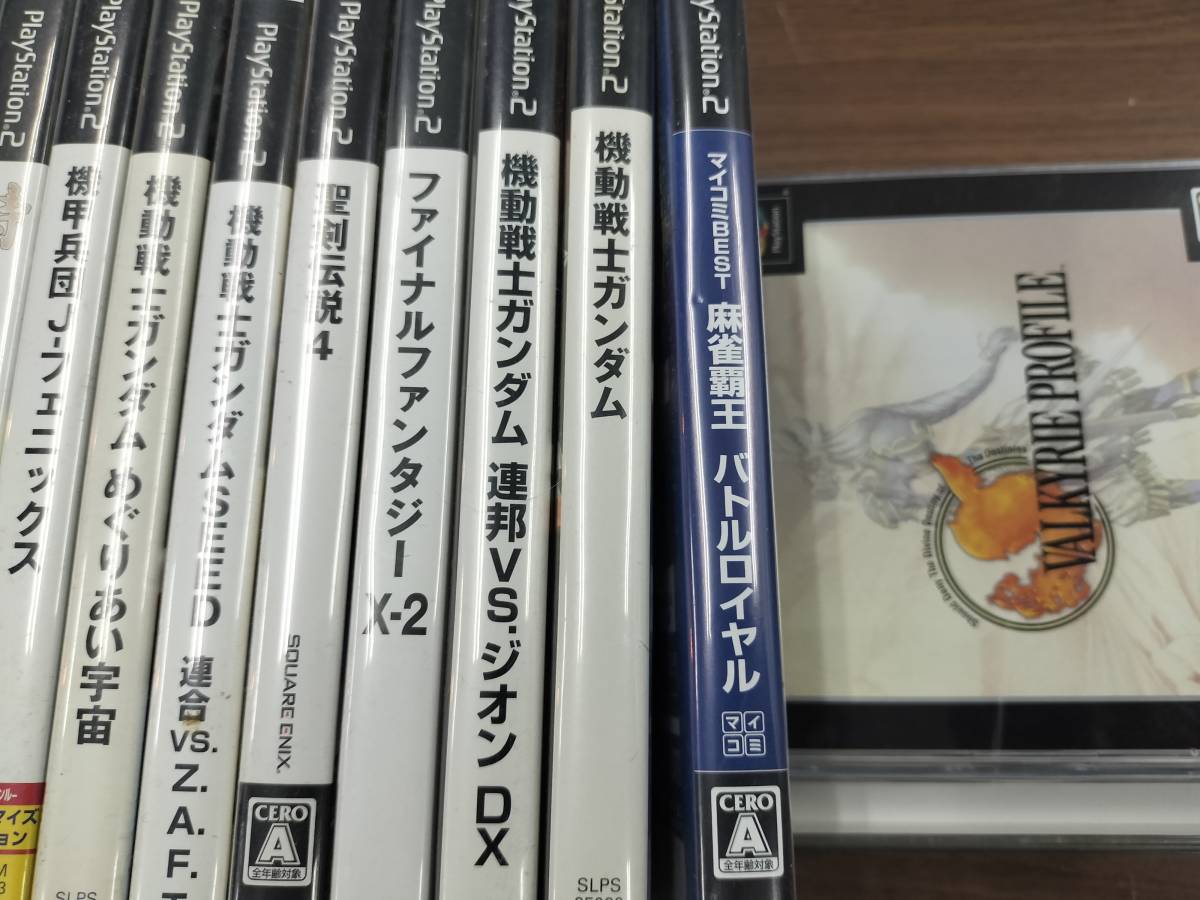 PlayStation.2
PlayStation.2
機甲兵団 J-フェニックス
PlayStation.2
機動戦士ガンダム めぐりあい宇宙
SLPS
PlayStation.2
機動戦士ガンダムSEED 連合 VS. Z.A.F.T
PlayStation.2
聖剣伝説4
SQUARE ENIX
CERO
A
全年齢対象
PlayStation.2
ファイナルファンタジー X-2
PlayStation.2
機動戦士ガンダム 連邦VS.ジオン DX
PlayStation.2
機動戦士ガンダム
SLPS
PlayStation.2
マイコミBEST 麻雀覇王 バトルロイヤル
マイコミ
CERO
A
全年齢対象
PlayStation
VALKYRIE PROFILE